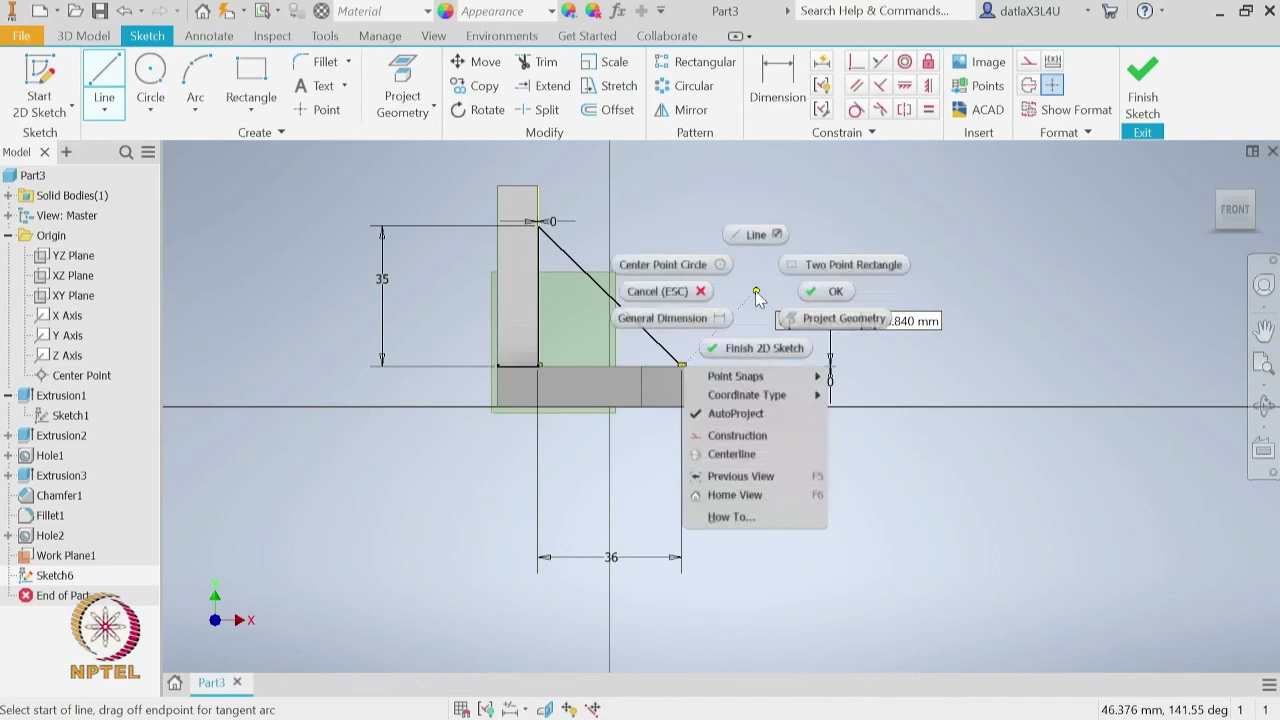 Material
Appearance
Part3
Search Help & Commands...
datlaX3L4U
File
3D Model
Sketch
Annotate
Inspect
Tools
Manage
View
Environments
Get Started
Collaborate
Start
2D Sketch
Line
Circle
Arc
Rectangle
Fillet
Text
Point
Project
Geometry
Move
Copy
Rotate
Trim
Extend
Split
Scale
Stretch
Offset
Rectangular
Circular
Mirror
Dimension
Image
Points
ACAD
Show Format
Finish
Sketch
Sketch
Create
Modify
Pattern
Constrain
Insert
Format
Exit
Model
Part3
Solid Bodies(1)
View: Master
Origin
YZ Plane
XZ Plane
XY Plane
X Axis
Y Axis
Z Axis
Center Point
Extrusion1
Sketch1
Extrusion2
Hole1
Extrusion3
Chamfer1
Fillet1
Hole2
Work Plane1
Sketch6
End of Part
NPTEL
Y
X
FRONT
0
35
36
0
Line
Center Point Circle
Two Point Rectangle
Cancel (ESC)
OK
General Dimension
Project Geometry
.840 mm
Finish 2D Sketch
Point Snaps
Coordinate Type
AutoProject
Construction
Centerline
Previous View F5
Home View F6
How To...
Part3
Select start of line, drag off endpoint for tangent arc
46.376 mm, 141.55 deg 1 1